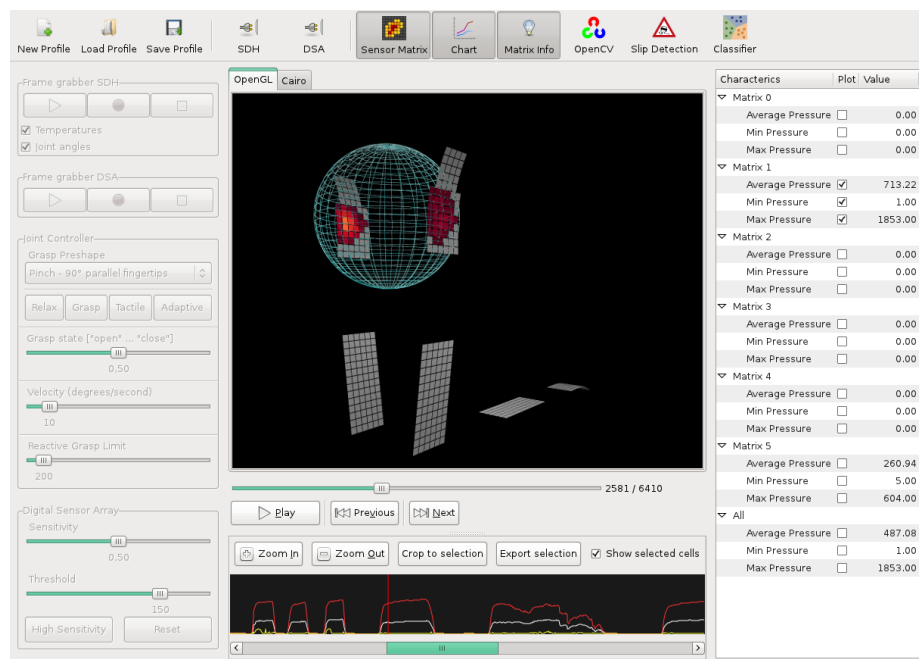 New Profile Load Profile Save Profile SDH DSA Sensor Matrix Chart Matrix Info OpenCV Slip Detection Classifier
Frame grabber SDH
Temperatures
Joint angles
Frame grabber DSA
Joint Controller
Grasp Preshape
Pinch - 90° parallel fingertips
Relax Grasp Tactile Adaptive
Grasp state ["open" ... "close"]
0,50
Velocity (degrees/second)
10
Reactive Grasp Limit
200
Digital Sensor Array
Sensitivity
0.50
Threshold
150
High Sensitivity Reset
OpenGL Cairo
2581 / 6410
Play Previous Next
Zoom In Zoom Out Crop to selection Export selection Show selected cells
Characterics Plot Value
Matrix 0
Average Pressure 0.00
Min Pressure 0.00
Max Pressure 0.00
Matrix 1
Average Pressure 713.22
Min Pressure 1.00
Max Pressure 1853.00
Matrix 2
Average Pressure 0.00
Min Pressure 0.00
Max Pressure 0.00
Matrix 3
Average Pressure 0.00
Min Pressure 0.00
Max Pressure 0.00
Matrix 4
Average Pressure 0.00
Min Pressure 0.00
Max Pressure 0.00
Matrix 5
Average Pressure 260.94
Min Pressure 5.00
Max Pressure 604.00
All
Average Pressure 487.08
Min Pressure 1.00
Max Pressure 1853.00